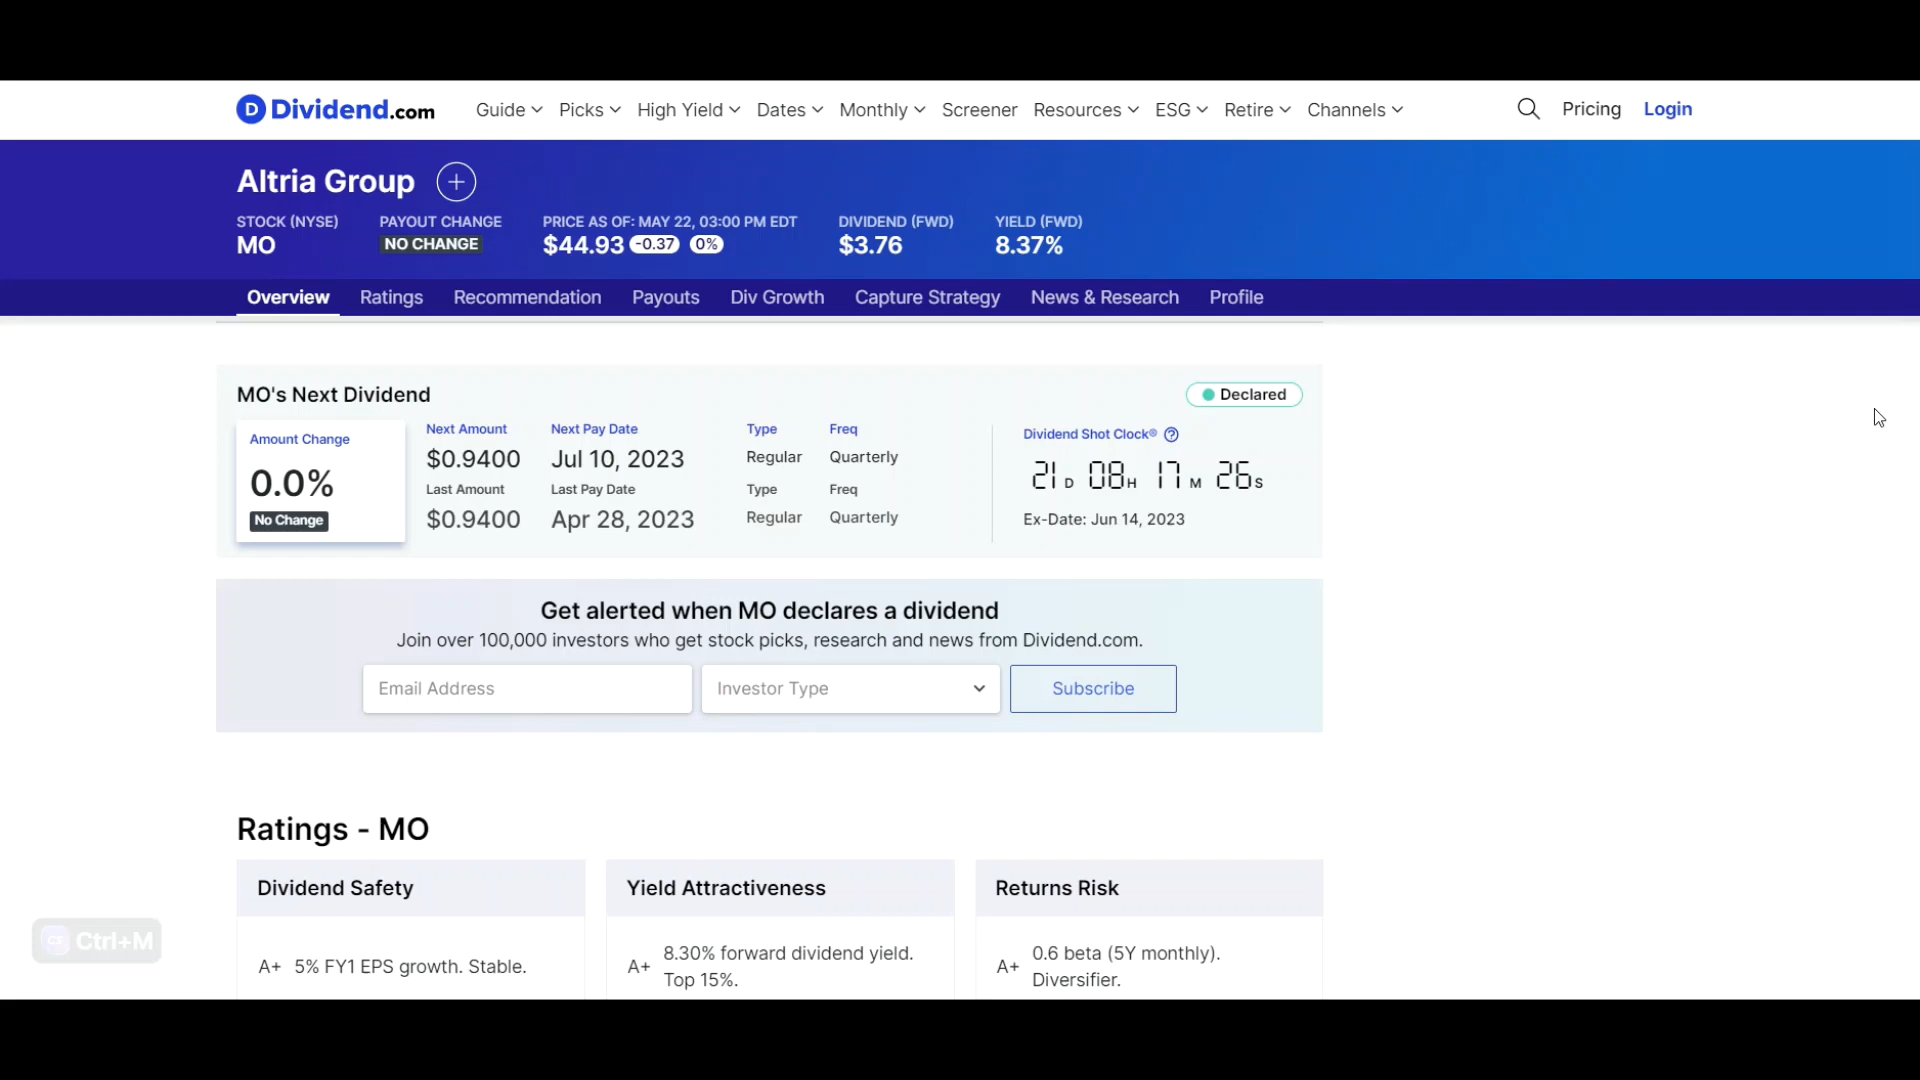 Dividend.com Guide Picks High Yield Dates Monthly Screener Resources ESG Retire Channels Pricing Login
Altria Group
STOCK (NYSE) PAYOUT CHANGE PRICE AS OF: MAY 22, 03:00 PM EDT DIVIDEND (FWD) YIELD (FWD)
MO NO CHANGE $44.93 -0.37 0% $3.76 8.37%
Overview Ratings Recommendation Payouts Div Growth Capture Strategy News & Research Profile
MO's Next Dividend Declared
Amount Change
0.0%
No Change
Next Amount Next Pay Date Type Freq
$0.9400 Jul 10, 2023 Regular Quarterly
Last Amount Last Pay Date Type Freq
$0.9400 Apr 28, 2023 Regular Quarterly
Dividend Shot Clock®
21 D 08 H 17 M 26 S
Ex-Date: Jun 14, 2023
Get alerted when MO declares a dividend
Join over 100,000 investors who get stock picks, research and news from Dividend.com.
Email Address Investor Type Subscribe
Ratings - MO
Dividend Safety
A+ 5% FY1 EPS growth. Stable.
Yield Attractiveness
A+ 8.30% forward dividend yield.
Top 15%.
Returns Risk
A+ 0.6 beta (5Y monthly).
Diversifier.
Ctrl+M